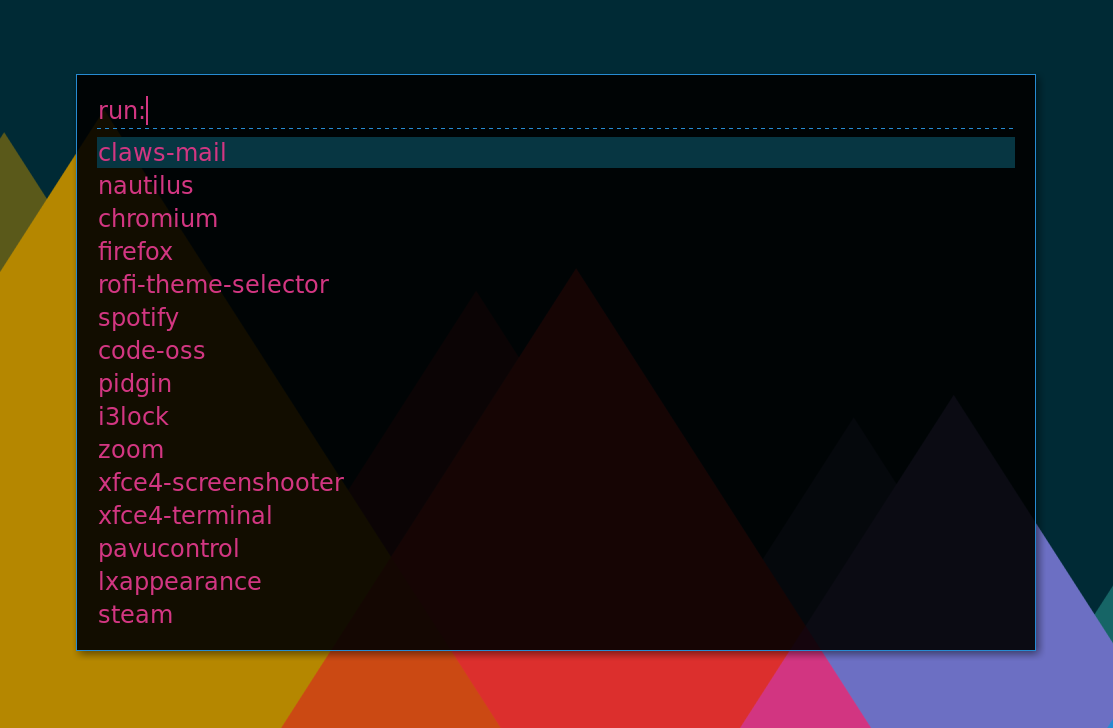 run:
claws-mail
nautilus
chromium
firefox
rofi-theme-selector
spotify
code-oss
pidgin
i3lock
zoom
xfce4-screenshooter
xfce4-terminal
pavucontrol
lxappearance
steam